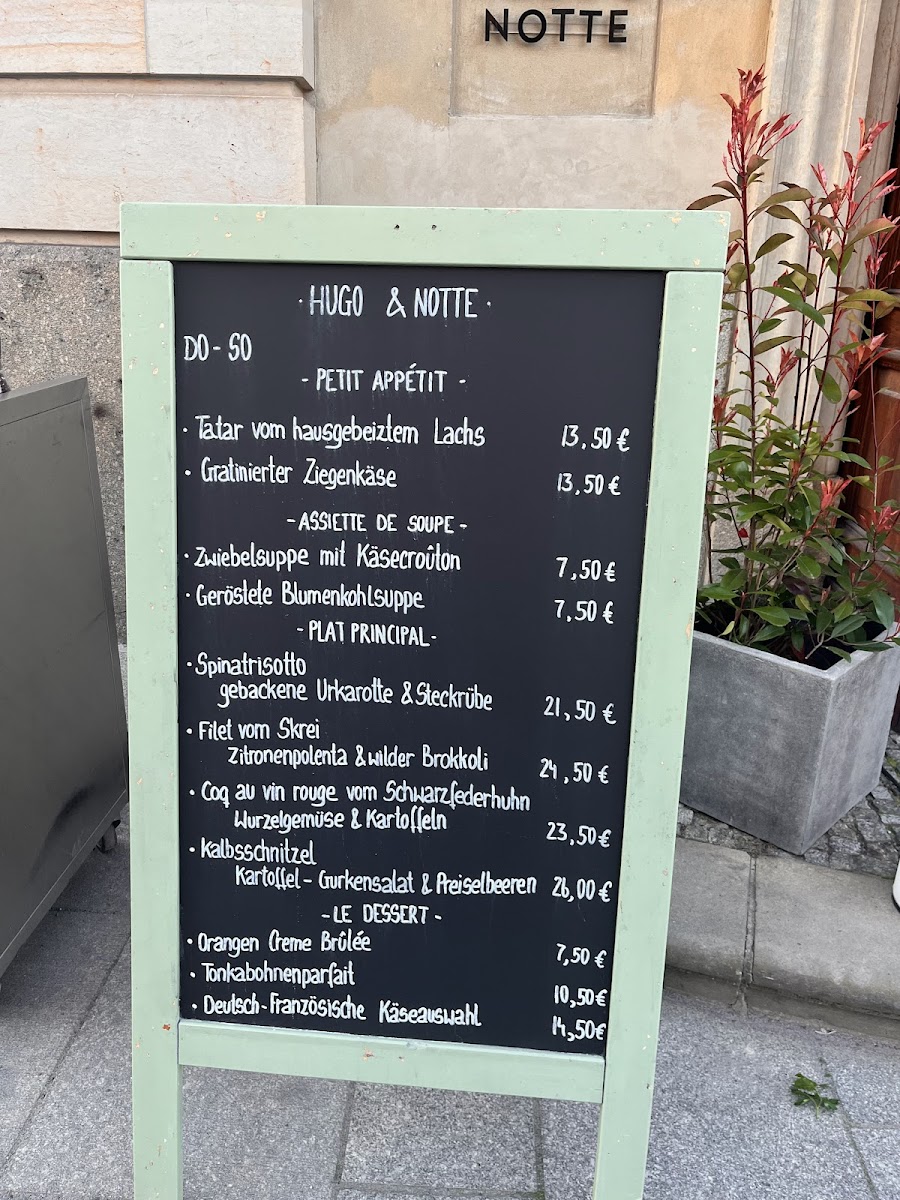 NOTTE
· HUGO & NOTTE ·
DO - SO
- PETIT APPÉTIT -
· Tatar vom hausgebeiztem Lachs 13,50 €
· Gratinierter Ziegenkäse 13,50 €
- ASSIETTE DE SOUPE -
· Zwiebelsuppe mit Käsecroûton 7,50 €
· Geröstete Blumenkohlsuppe 7,50 €
- PLAT PRINCIPAL -
· Spinatrisotto
gebackene Urkarotte & Steckrübe 21,50 €
· Filet vom Skrei
Zitronenpolenta & wilder Brokkoli 24,50 €
· Coq au vin rouge vom Schwarzfederhuhn
Wurzelgemüse & Kartoffeln 23,50 €
· Kalbsschnitzel
Kartoffel - Gurkensalat & Preiselbeeren 26,00 €
- LE DESSERT -
· Orangen Creme Brûlée 7,50 €
· Tonkabohnenparfait 10,50 €
· Deutsch-Französische Käseauswahl 14,50 €